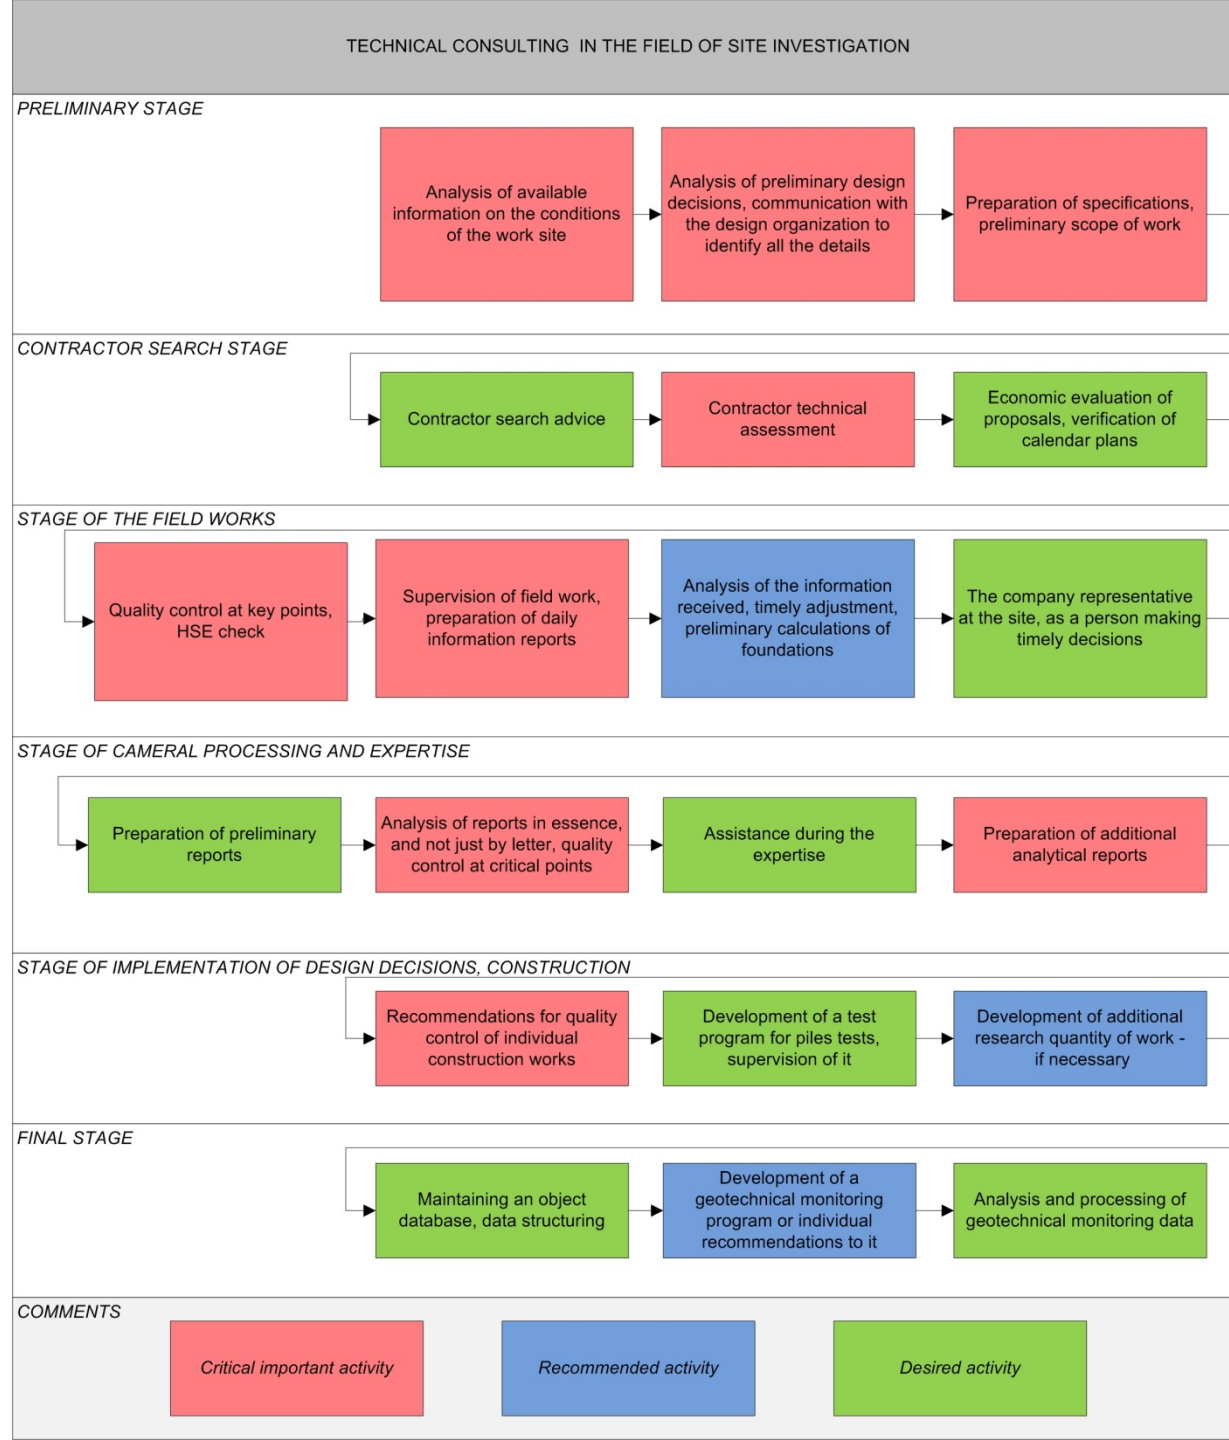 TECHNICAL CONSULTING IN THE FIELD OF SITE INVESTIGATION
PRELIMINARY STAGE
Analysis of available
information on the conditions
of the work site
Analysis of preliminary design
decisions, communication with
the design organization to
identify all the details
Preparation of specifications,
preliminary scope of work
CONTRACTOR SEARCH STAGE
Contractor search advice
Contractor technical
assessment
Economic evaluation of
proposals, verification of
calendar plans
STAGE OF THE FIELD WORKS
Quality control at key points,
HSE check
Supervision of field work,
preparation of daily
information reports
Analysis of the information
received, timely adjustment,
preliminary calculations of
foundations
The company representative
at the site, as a person making
timely decisions
STAGE OF CAMERAL PROCESSING AND EXPERTISE
Preparation of preliminary
reports
Analysis of reports in essence,
and not just by letter, quality
control at critical points
Assistance during the
expertise
Preparation of additional
analytical reports
STAGE OF IMPLEMENTATION OF DESIGN DECISIONS, CONSTRUCTION
Recommendations for quality
control of individual
construction works
Development of a test
program for piles tests,
supervision of it
Development of additional
research quantity of work -
if necessary
FINAL STAGE
Maintaining an object
database, data structuring
Development of a
geotechnical monitoring
program or individual
recommendations to it
Analysis and processing of
geotechnical monitoring data
COMMENTS
Critical important activity
Recommended activity
Desired activity